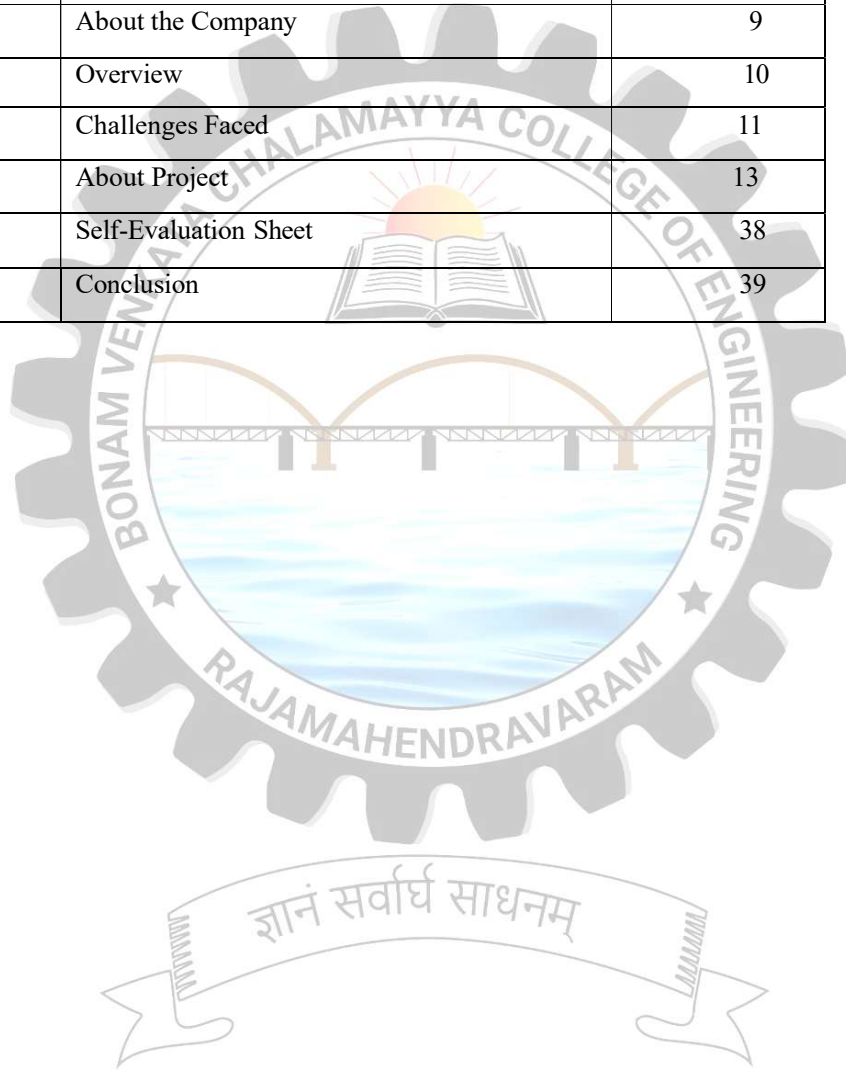 About the Company 9
Overview 10
Challenges Faced 11
About Project 13
Self-Evaluation Sheet 38
Conclusion 39
BONAM VENKATA CHALAMAYYA COLLEGE OF ENGINEERING
RAJAMAHENDRAVARAM
ज्ञानं सर्वार्घ साधनम्